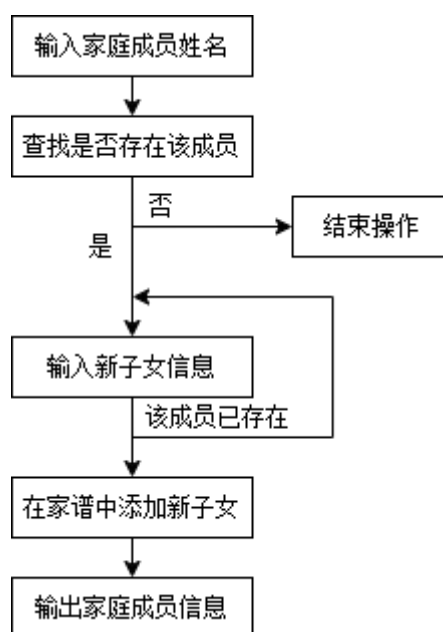 输入家庭成员姓名
查找是否存在该成员
否
结束操作
是
输入新子女信息
该成员已存在
在家谱中添加新子女
输出家庭成员信息